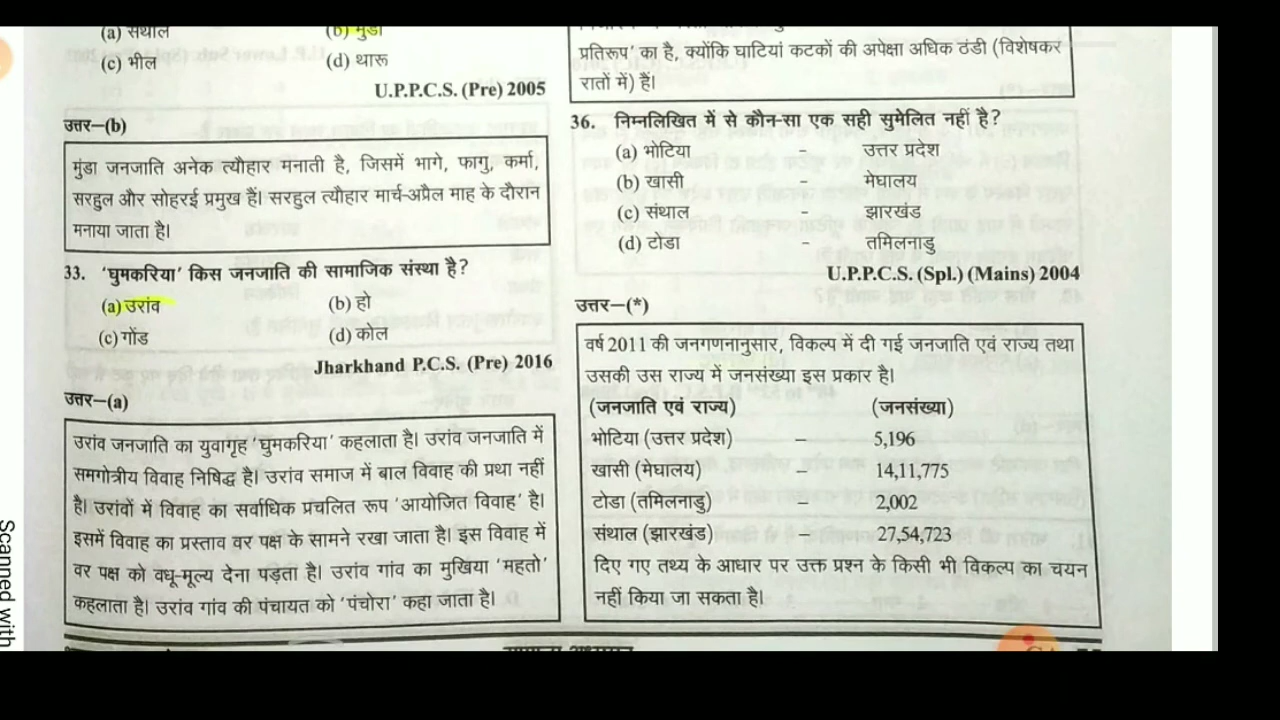 (a) संथाल
(b) मुंडा
(c) भील
(d) थारू
U.P.P.C.S. (Pre) 2005
उत्तर–(b)
मुंडा जनजाति अनेक त्यौहार मनाती है, जिसमें भागे, फागु, कर्मा,
सरहुल और सोहरई प्रमुख हैं। सरहुल त्यौहार मार्च-अप्रैल माह के दौरान
मनाया जाता है।
33. 'घुमकरिया' किस जनजाति की सामाजिक संस्था है?
(a) उरांव
(b) हो
(c) गोंड
(d) कोल
Jharkhand P.C.S. (Pre) 2016
उत्तर–(a)
उरांव जनजाति का युवागृह 'घुमकरिया' कहलाता है। उरांव जनजाति में
समगोत्रीय विवाह निषिद्ध है। उरांव समाज में बाल विवाह की प्रथा नहीं
है। उरांवों में विवाह का सर्वाधिक प्रचलित रूप 'आयोजित विवाह' है।
इसमें विवाह का प्रस्ताव वर पक्ष के सामने रखा जाता है। इस विवाह में
वर पक्ष को वधू-मूल्य देना पड़ता है। उरांव गांव का मुखिया 'महतो'
कहलाता है। उरांव गांव की पंचायत को 'पंचोरा' कहा जाता है।
प्रतिरूप' का है, क्योंकि घाटियां कटकों की अपेक्षा अधिक ठंडी (विशेषकर
रातों में) हैं।
36. निम्नलिखित में से कौन-सा एक सही सुमेलित नहीं है?
(a) भोटिया - उत्तर प्रदेश
(b) खासी - मेघालय
(c) संथाल - झारखंड
(d) टोडा - तमिलनाडु
U.P.P.C.S. (Spl.) (Mains) 2004
उत्तर–(*)
वर्ष 2011 की जनगणनानुसार, विकल्प में दी गई जनजाति एवं राज्य तथा
उसकी उस राज्य में जनसंख्या इस प्रकार है।
(जनजाति एवं राज्य) (जनसंख्या)
भोटिया (उत्तर प्रदेश) – 5,196
खासी (मेघालय) – 14,11,775
टोडा (तमिलनाडु) – 2,002
संथाल (झारखंड) – 27,54,723
दिए गए तथ्य के आधार पर उक्त प्रश्न के किसी भी विकल्प का चयन
नहीं किया जा सकता है।
Scanned with